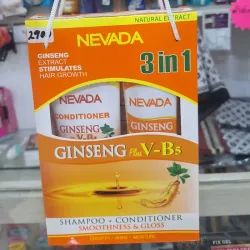 290
NATURAL EXTRACT
NEVADA
GINSENG
EXTRACT
STIMULATES
HAIR GROWTH
3 in 1
NEVADA
CONDITIONER
NEVADA
GINSENG
GINSENG Plus V-B5
SHAMPOO + CONDITIONER
SMOOTHNESS & GLOSS